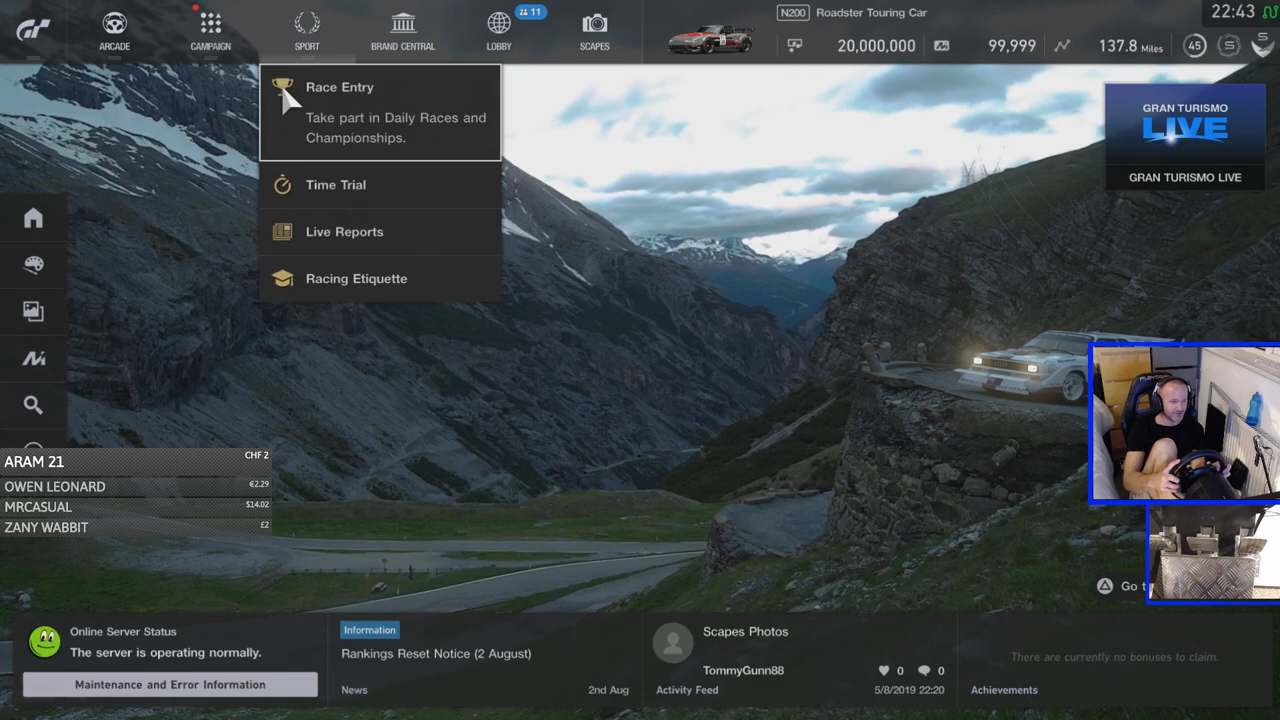 ARCADE
CAMPAIGN
SPORT
BRAND CENTRAL
LOBBY
11
SCAPES
N200 Roadster Touring Car
20,000,000
99,999
137.8 Miles
45
S
S
22:43
Race Entry
Take part in Daily Races and
Championships.
Time Trial
Live Reports
Racing Etiquette
GRAN TURISMO
LIVE
GRAN TURISMO LIVE
ARAM 21 CHF 2
OWEN LEONARD €2.29
MRCASUAL $14.02
ZANY WABBIT £2
Go t
Online Server Status
The server is operating normally.
Maintenance and Error Information
Information
Rankings Reset Notice (2 August)
News 2nd Aug
Scapes Photos
TommyGunn88 0 0
Activity Feed 5/8/2019 22:20
There are currently no bonuses to claim.
Achievements